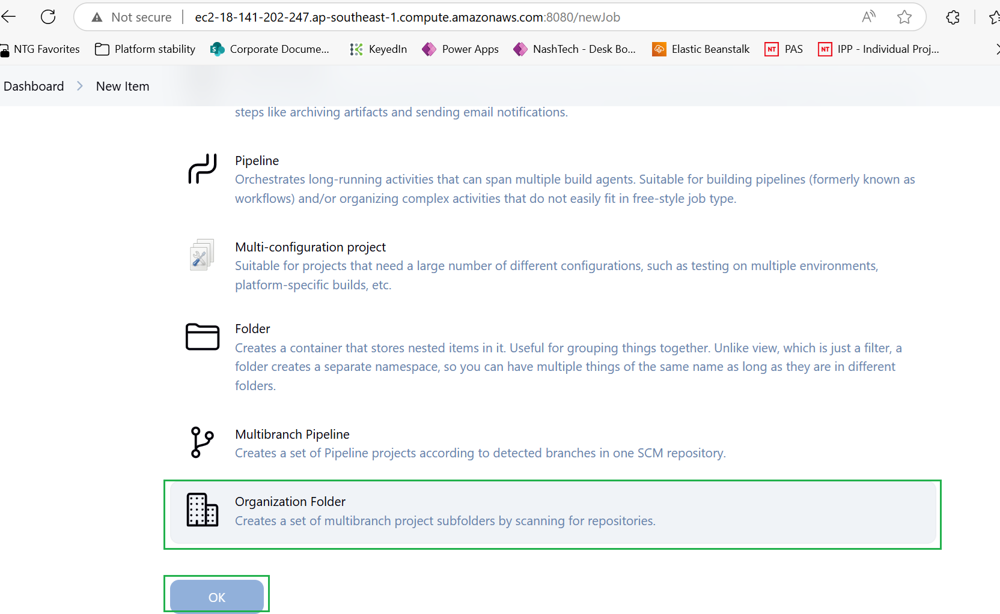 Not secure ec2-18-141-202-247.ap-southeast-1.compute.amazonaws.com:8080/newJob A
NTG Favorites Platform stability S Corporate Docume... KeyedIn Power Apps NashTech - Desk Bo... Elastic Beanstalk NT PAS NT IPP - Individual Proj...
Dashboard New Item
steps like archiving artifacts and sending email notifications.
Pipeline
Orchestrates long-running activities that can span multiple build agents. Suitable for building pipelines (formerly known as
workflows) and/or organizing complex activities that do not easily fit in free-style job type.
Multi-configuration project
Suitable for projects that need a large number of different configurations, such as testing on multiple environments,
platform-specific builds, etc.
Folder
Creates a container that stores nested items in it. Useful for grouping things together. Unlike view, which is just a filter, a
folder creates a separate namespace, so you can have multiple things of the same name as long as they are in different
folders.
Multibranch Pipeline
Creates a set of Pipeline projects according to detected branches in one SCM repository.
Organization Folder
Creates a set of multibranch project subfolders by scanning for repositories.
OK